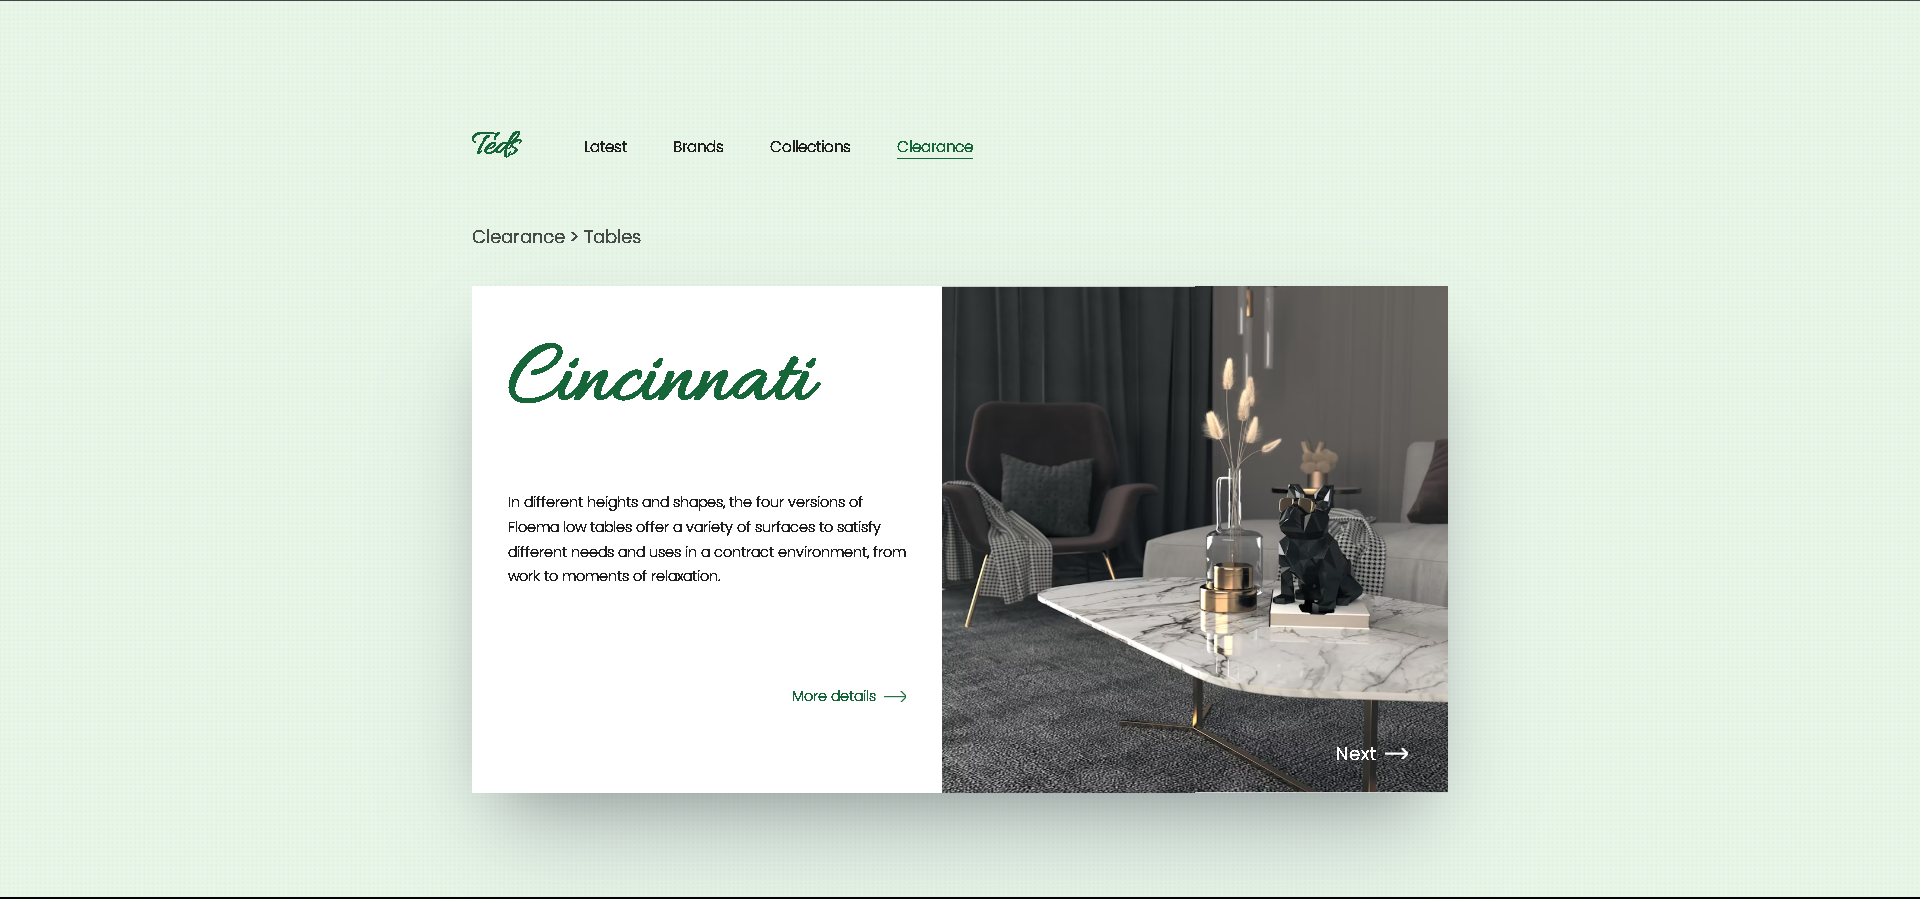 Teds
Latest Brands Collections Clearance
Clearance > Tables
Cincinnati
In different heights and shapes, the four versions of
Floema low tables offer a variety of surfaces to satisfy
different needs and uses in a contract environment, from
work to moments of relaxation.
More details
Next